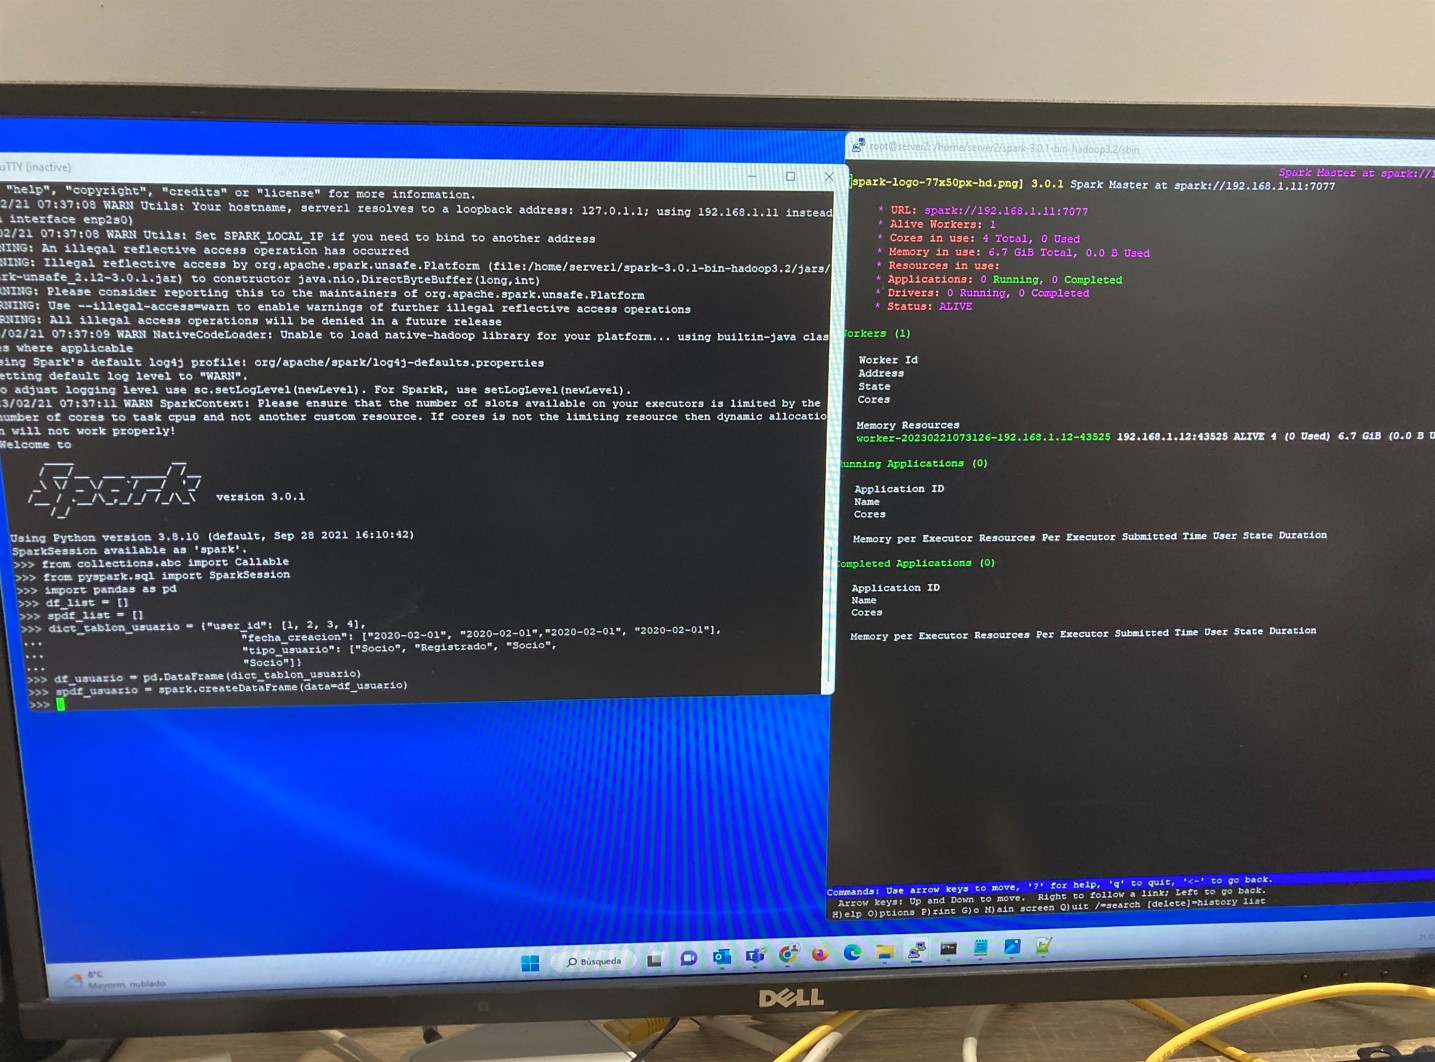 uTTY (inactive)
"help", "copyright", "credits" or "license" for more information.
2/21 07:37:08 WARN Utils: Your hostname, server1 resolves to a loopback address: 127.0.1.1; using 192.168.1.11 instead
interface enp2s0)
02/21 07:37:08 WARN Utils: Set SPARK_LOCAL_IP if you need to bind to another address
NING: An illegal reflective access operation has occurred
NING: Illegal reflective access by org.apache.spark.unsafe.Platform (file:/home/server1/spark-3.0.1-bin-hadoop3.2/jars/
rk-unsafe_2.12-3.0.1.jar) to constructor java.nio.DirectByteBuffer(long,int)
RNING: Please consider reporting this to the maintainers of org.apache.spark.unsafe.Platform
RNING: Use --illegal-access=warn to enable warnings of further illegal reflective access operations
RNING: All illegal access operations will be denied in a future release
/02/21 07:37:09 WARN NativeCodeLoader: Unable to load native-hadoop library for your platform... using builtin-java clas
es where applicable
sing Spark's default log4j profile: org/apache/spark/log4j-defaults.properties
etting default log level to "WARN".
o adjust logging level use sc.setLogLevel(newLevel). For SparkR, use setLogLevel(newLevel).
3/02/21 07:37:11 WARN SparkContext: Please ensure that the number of slots available on your executors is limited by the
number of cores to task cpus and not another custom resource. If cores is not the limiting resource then dynamic allocatio
n will not work properly!
Welcome to
Spark version 3.0.1
Using Python version 3.8.10 (default, Sep 28 2021 16:10:42)
SparkSession available as 'spark'.
>>> from collections.abc import Callable
>>> from pyspark.sql import SparkSession
>>> import pandas as pd
>>> df_list = []
>>> spdf_list = []
>>> dict_tablon_usuario = {"user_id": [1, 2, 3, 4],
... "fecha_creacion": ["2020-02-01", "2020-02-01","2020-02-01", "2020-02-01"],
... "tipo_usuario": ["Socio", "Registrado", "Socio",
... "Socio"]}
>>> df_usuario = pd.DataFrame(dict_tablon_usuario)
>>> spdf_usuario = spark.createDataFrame(data=df_usuario)
>>>
root@server2: /home/server2/spark-3.0.1-bin-hadoop3.2/sbin
Spark Master at spark://1
[spark-logo-77x50px-hd.png] 3.0.1 Spark Master at spark://192.168.1.11:7077
* URL: spark://192.168.1.11:7077
* Alive Workers: 1
* Cores in use: 4 Total, 0 Used
* Memory in use: 6.7 GiB Total, 0.0 B Used
* Resources in use:
* Applications: 0 Running, 0 Completed
* Drivers: 0 Running, 0 Completed
* Status: ALIVE
orkers (1)
Worker Id
Address
State
Cores
Memory Resources
worker-20230221073126-192.168.1.12-43525 192.168.1.12:43525 ALIVE 4 (0 Used) 6.7 GiB (0.0 B U
unning Applications (0)
Application ID
Name
Cores
Memory per Executor Resources Per Executor Submitted Time User State Duration
ompleted Applications (0)
Application ID
Name
Cores
Memory per Executor Resources Per Executor Submitted Time User State Duration
Commands: Use arrow keys to move, '?' for help, 'q' to quit, '<-' to go back.
Arrow keys: Up and Down to move. Right to follow a link; Left to go back.
H)elp O)ptions P)rint G)o M)ain screen Q)uit /=search [delete]=history list
8°C
Mayorm. nublado
Búsqueda
DELL